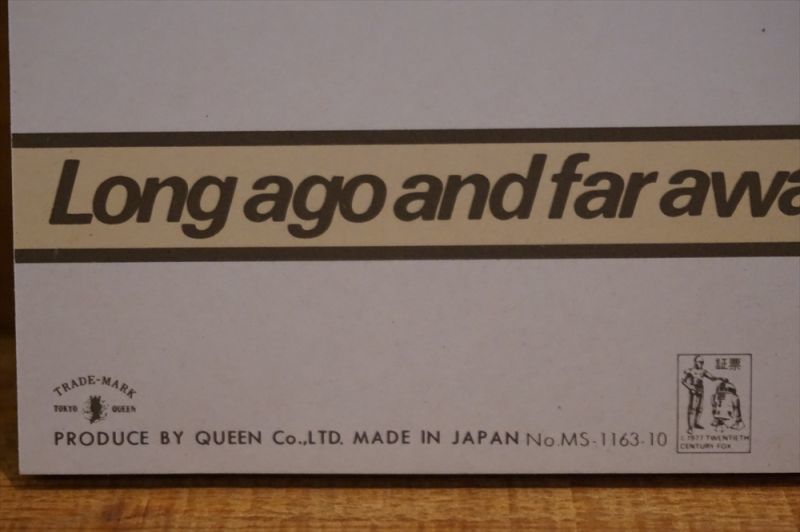 Long ago and far awa
TRADE-MARK
TOKYO QUEEN
PRODUCE BY QUEEN Co.,LTD. MADE IN JAPAN No.MS-1163-10
証票
1977 TWENTIETH
CENTURY FOX